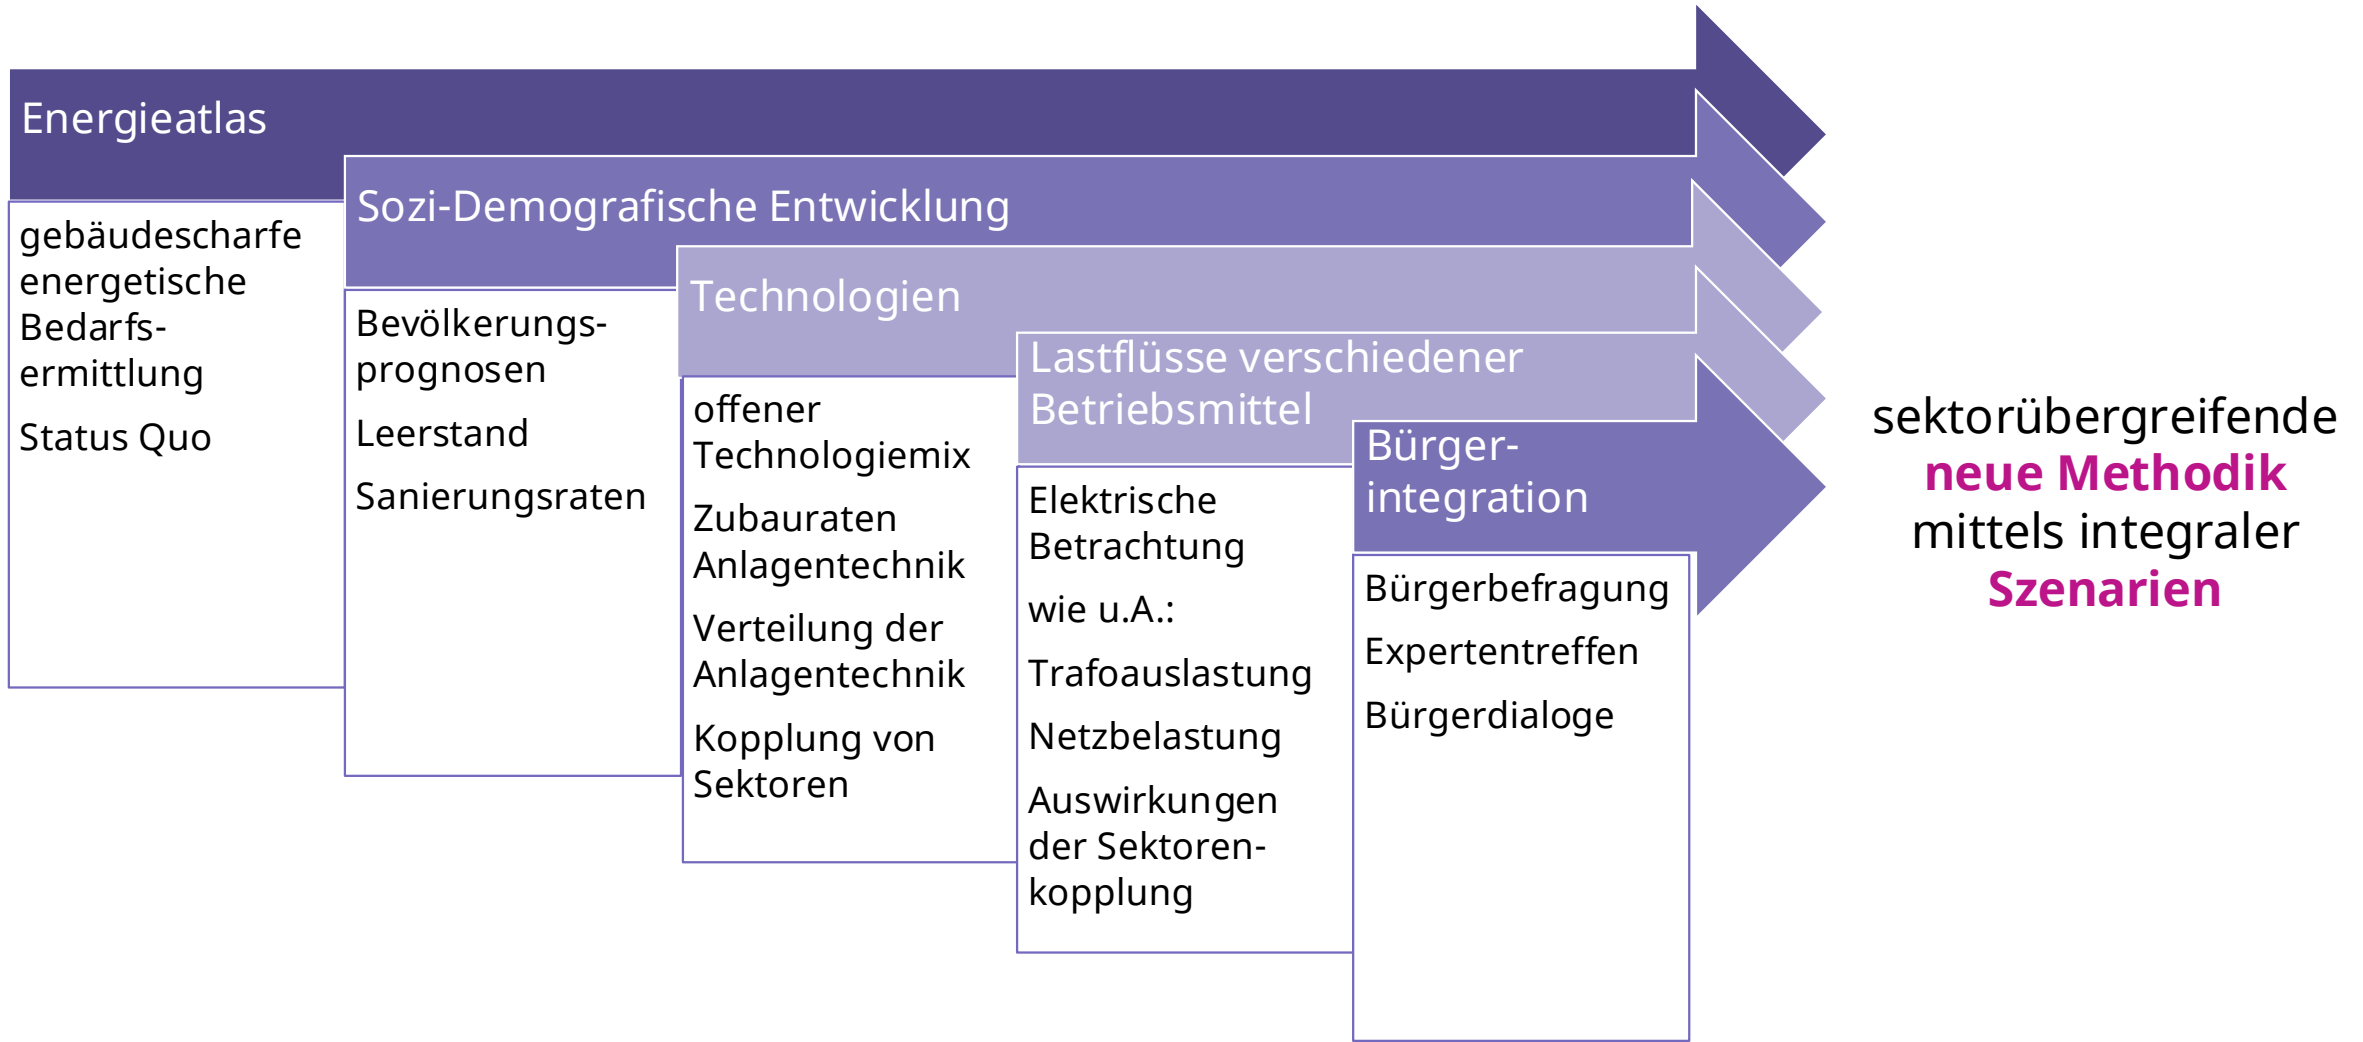 Energieatlas
gebäudescharfe
energetische
Bedarfs-
ermittlung
Status Quo
Sozi-Demografische Entwicklung
Bevölkerungs-
prognosen
Leerstand
Sanierungsraten
Technologien
offener
Technologiemix
Zubauraten
Anlagentechnik
Verteilung der
Anlagentechnik
Kopplung von
Sektoren
Lastflüsse verschiedener
Betriebsmittel
Elektrische
Betrachtung
wie u.A.:
Trafoauslastung
Netzbelastung
Auswirkungen
der Sektoren-
kopplung
Bürger-
integration
Bürgerbefragung
Expertentreffen
Bürgerdialoge
sektorübergreifende
neue Methodik
mittels integraler
Szenarien